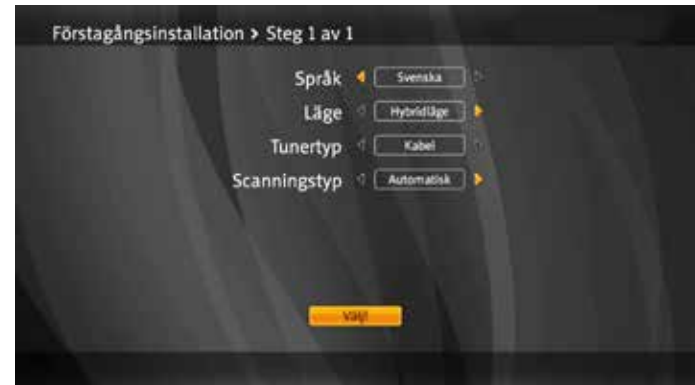 Förstagångsinstallation > Steg 1 av 1
Språk Svenska
Läge Hybridläge
Tunertyp Kabel
Scanningstyp Automatisk
Välj!